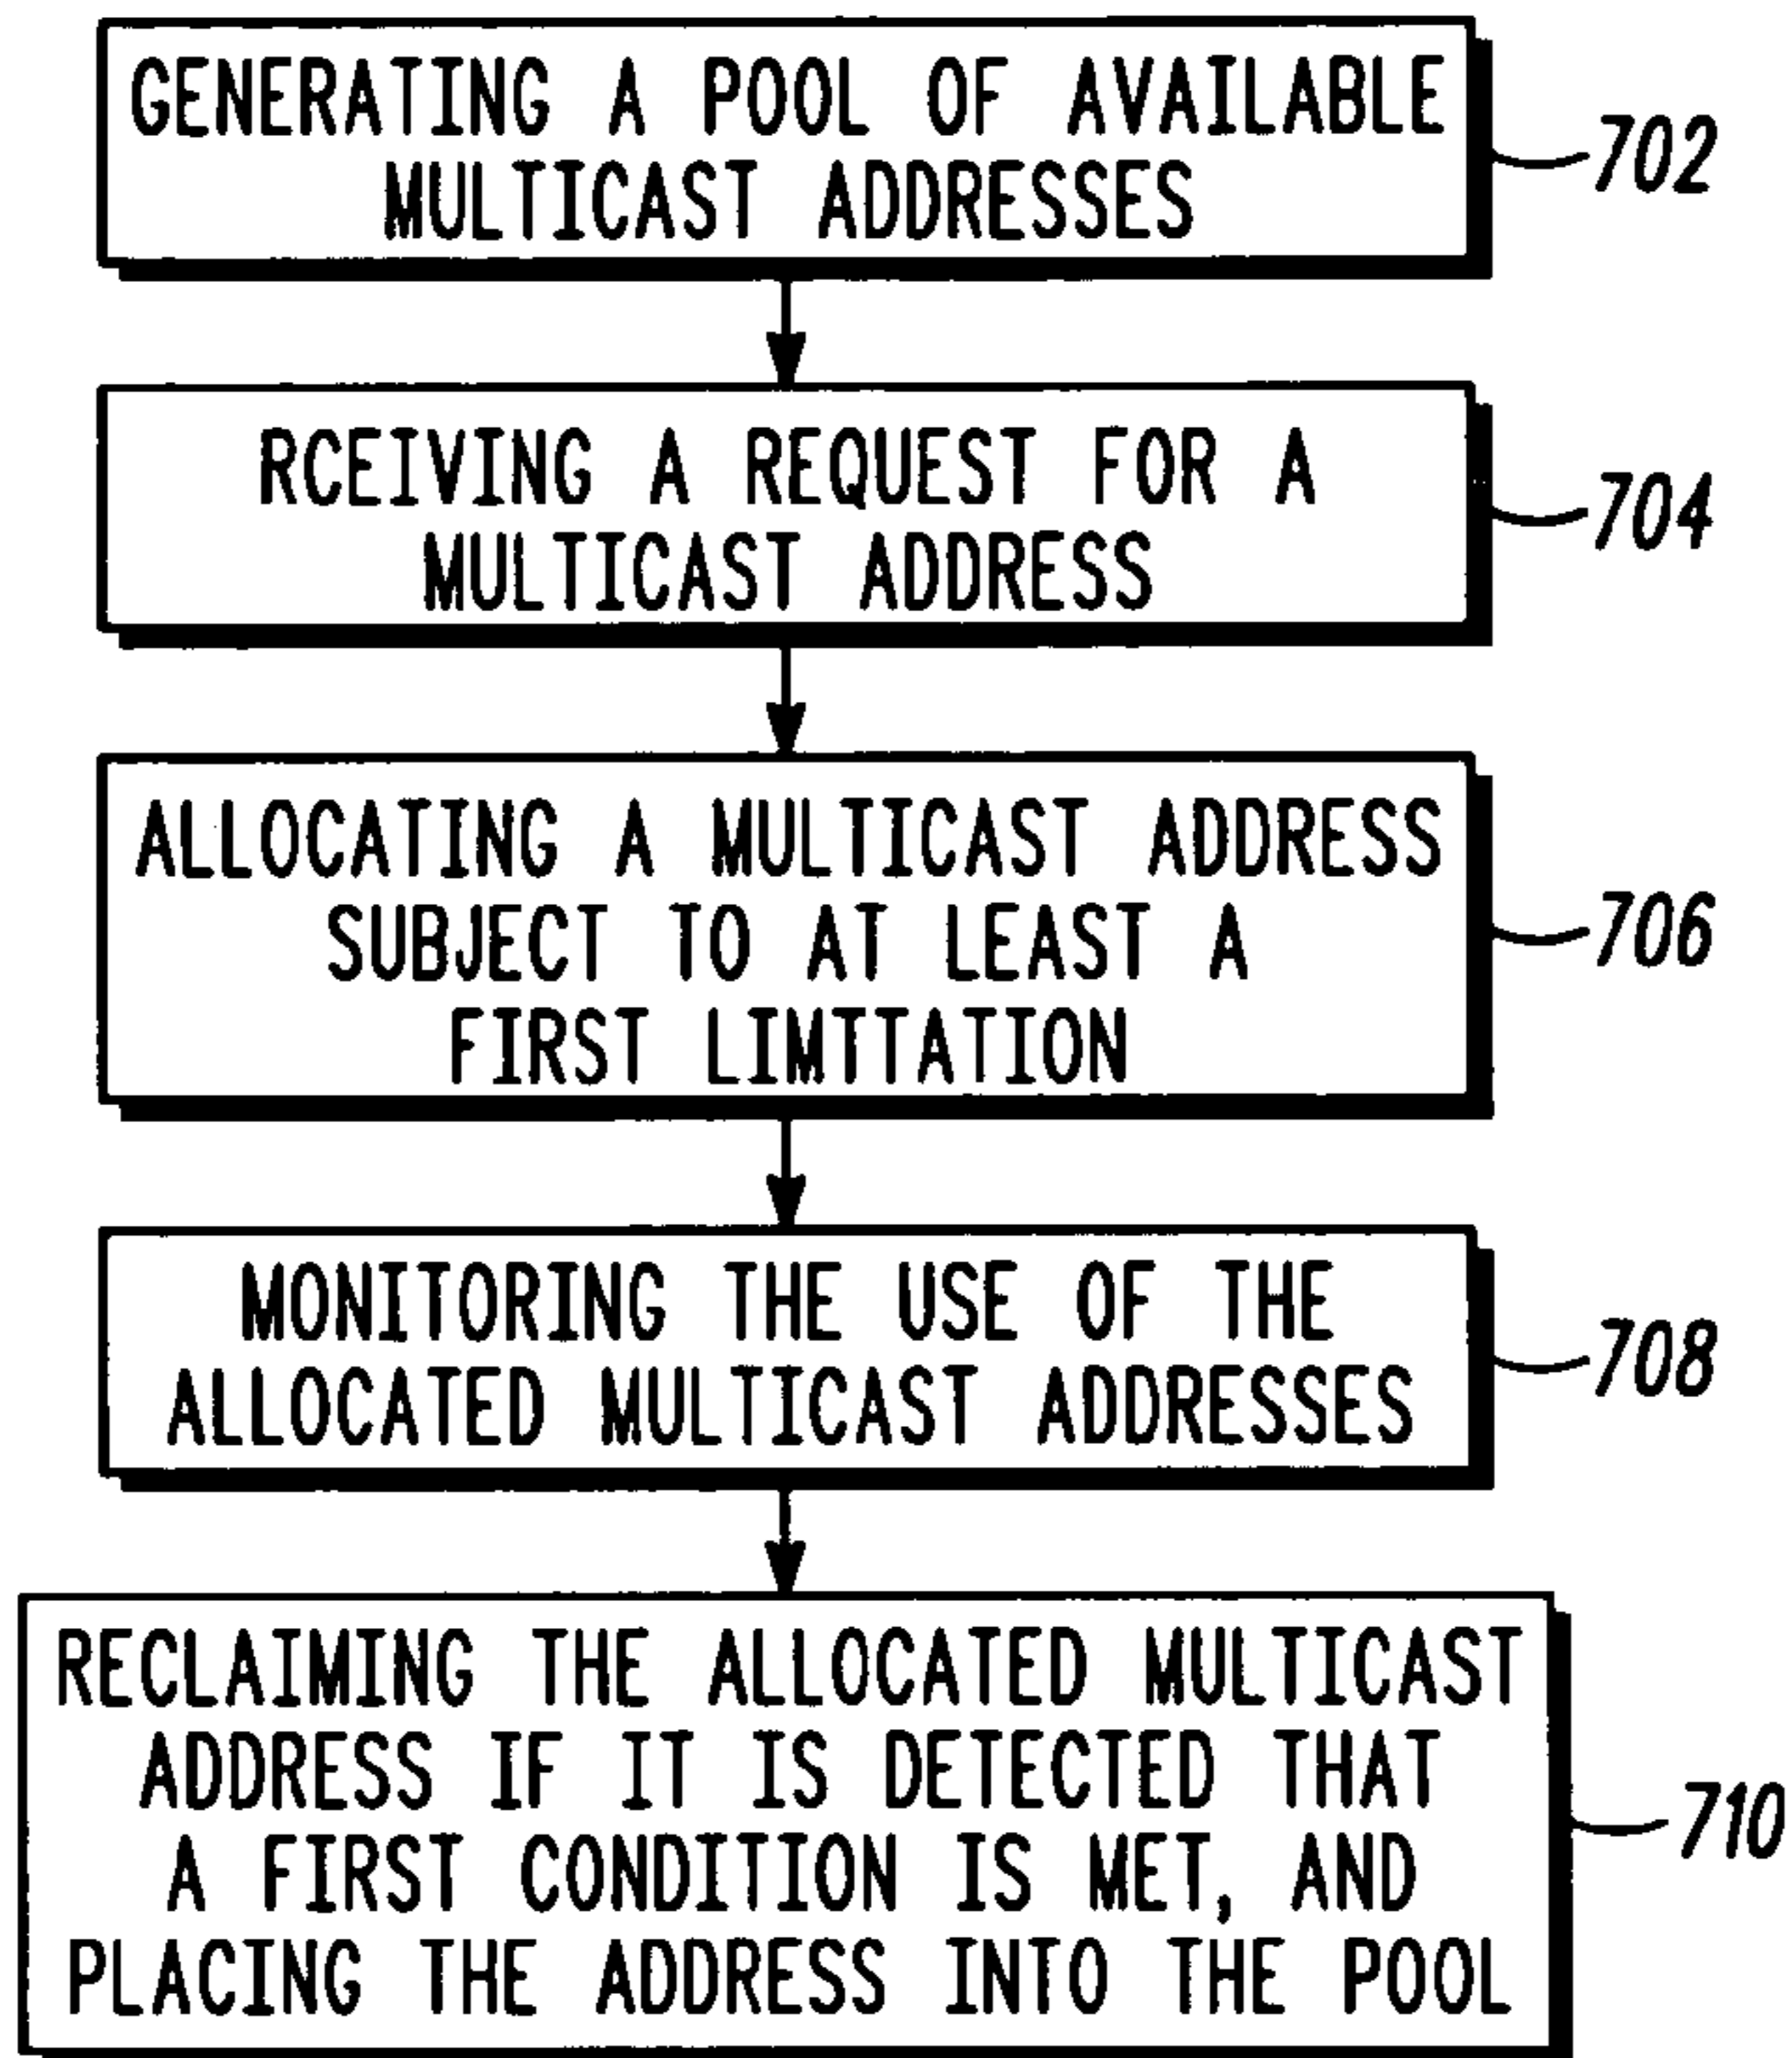 GENERATING A POOL OF AVAILABLE
MULTICAST ADDRESSES
702
RCEIVING A REQUEST FOR A
MULTICAST ADDRESS
704
ALLOCATING A MULTICAST ADDRESS
SUBJECT TO AT LEAST A
FIRST LIMTTATION
706
MONITORING THE USE OF THE
ALLOCATED MULTICAST ADDRESSES
708
RECLAIMING THE ALLOCATED MULTICAST
ADDRESS IF IT IS DETECTED THAT
A FIRST CONDITION IS MET, AND
PLACING THE ADDRESS INTO THE POOL
710